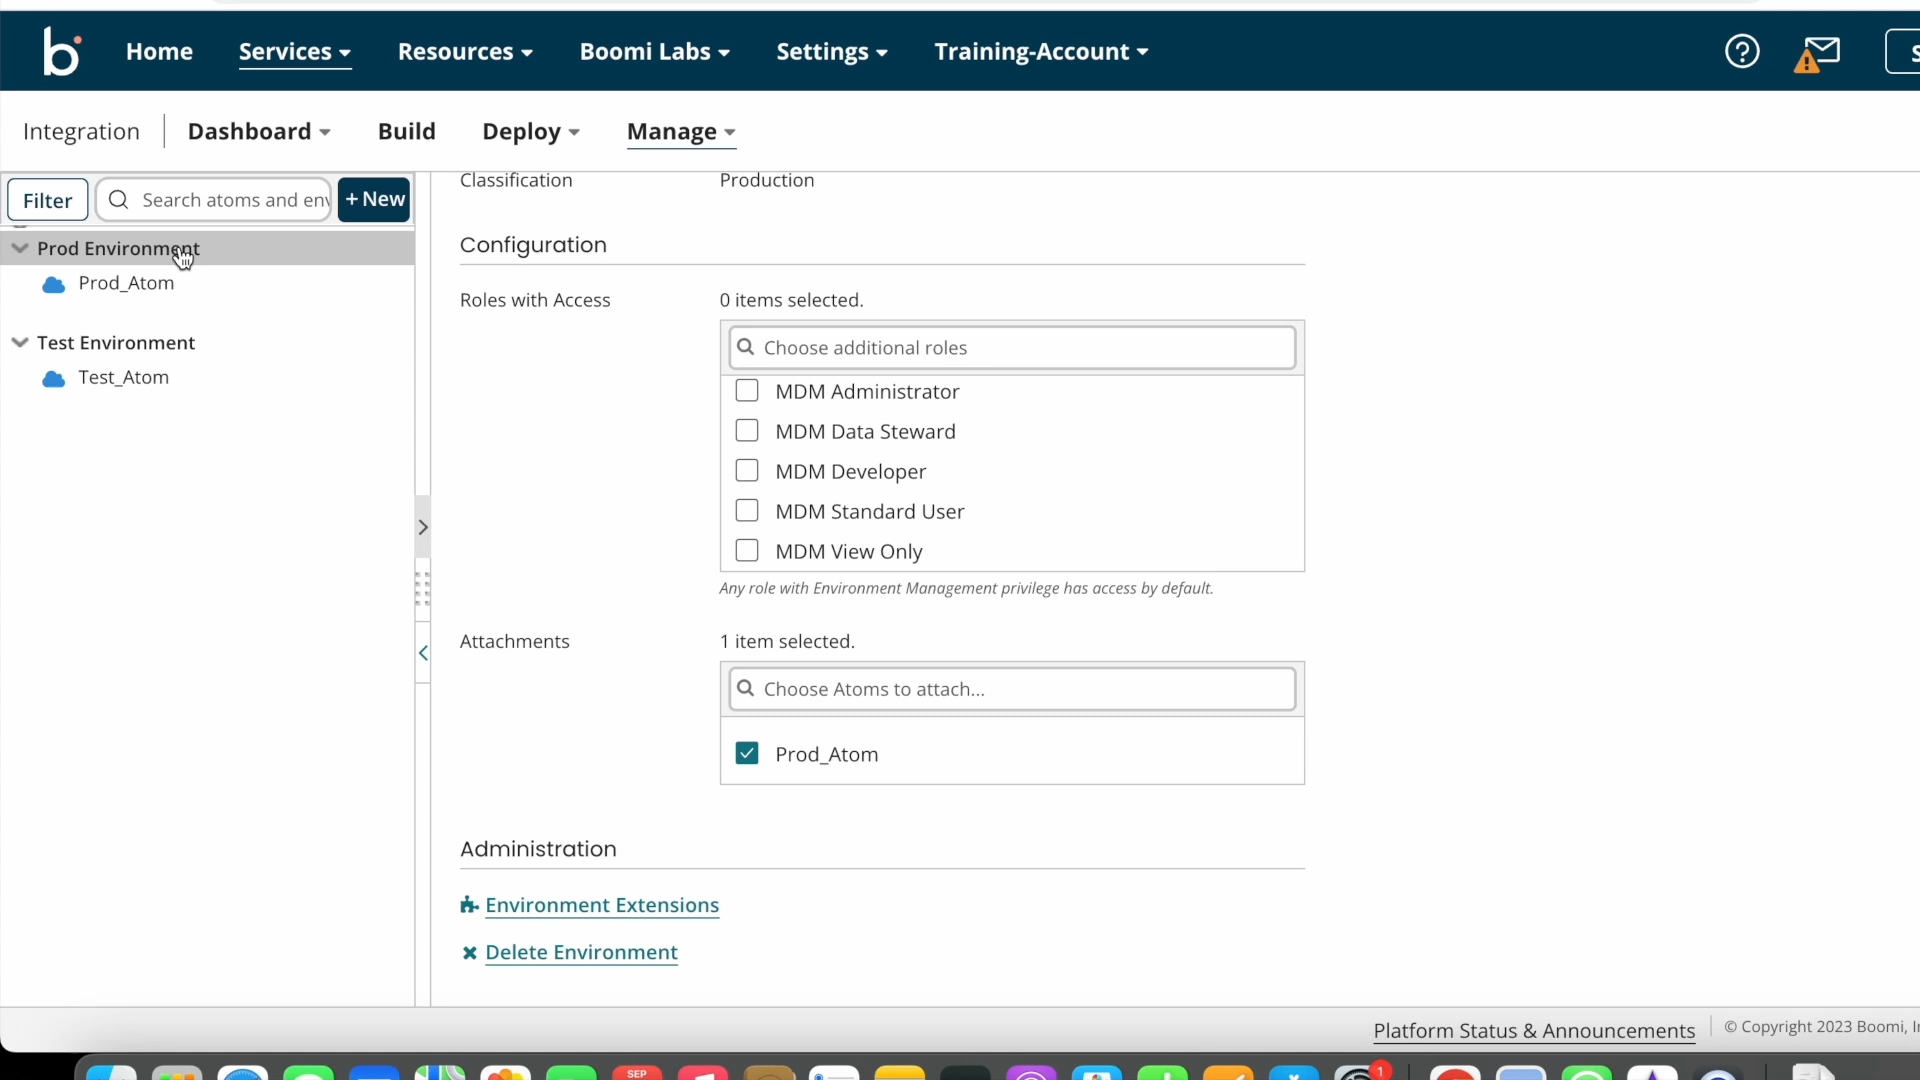 b Home Services Resources Boomi Labs Settings Training-Account
Integration Dashboard Build Deploy Manage
Filter Search atoms and env + New
Prod Environment
Prod_Atom
Test Environment
Test_Atom
Classification Production
Configuration
Roles with Access 0 items selected.
Choose additional roles
MDM Administrator
MDM Data Steward
MDM Developer
MDM Standard User
MDM View Only
Any role with Environment Management privilege has access by default.
Attachments 1 item selected.
Choose Atoms to attach...
Prod_Atom
Administration
Environment Extensions
Delete Environment
Platform Status & Announcements © Copyright 2023 Boomi,
SEP 1